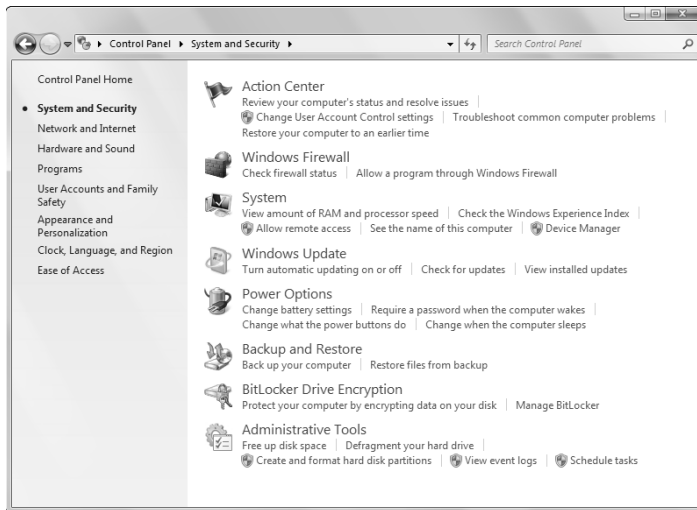 Control Panel ▸ System and Security ▸
Search Control Panel
Control Panel Home
System and Security
Network and Internet
Hardware and Sound
Programs
User Accounts and Family
Safety
Appearance and
Personalization
Clock, Language, and Region
Ease of Access
Action Center
Review your computer's status and resolve issues
Change User Account Control settings | Troubleshoot common computer problems
Restore your computer to an earlier time
Windows Firewall
Check firewall status | Allow a program through Windows Firewall
System
View amount of RAM and processor speed | Check the Windows Experience Index
Allow remote access | See the name of this computer | Device Manager
Windows Update
Turn automatic updating on or off | Check for updates | View installed updates
Power Options
Change battery settings | Require a password when the computer wakes
Change what the power buttons do | Change when the computer sleeps
Backup and Restore
Back up your computer | Restore files from backup
BitLocker Drive Encryption
Protect your computer by encrypting data on your disk | Manage BitLocker
Administrative Tools
Free up disk space | Defragment your hard drive
Create and format hard disk partitions | View event logs | Schedule tasks